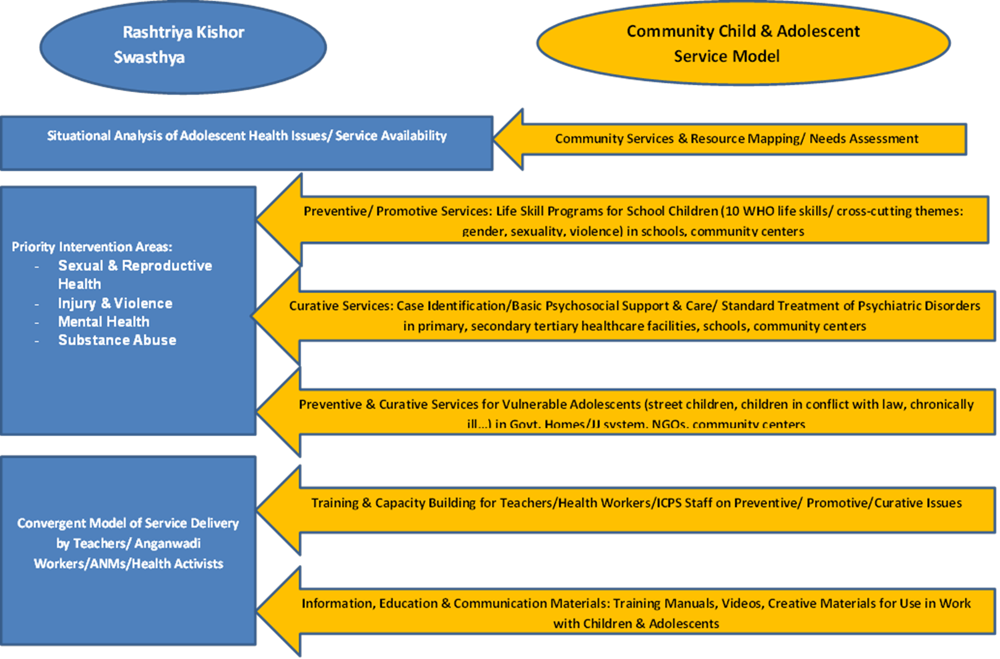 Rashtriya Kishor
Swasthya
Community Child & Adolescent
Service Model
Situational Analysis of Adolescent Health Issues/ Service Availability
Community Services & Resource Mapping/ Needs Assessment
Priority Intervention Areas:
- Sexual & Reproductive
Health
- Injury & Violence
- Mental Health
- Substance Abuse
Preventive/ Promotive Services: Life Skill Programs for School Children (10 WHO life skills/ cross-cutting themes:
gender, sexuality, violence) in schools, community centers
Curative Services: Case Identification/Basic Psychosocial Support & Care/ Standard Treatment of Psychiatric Disorders
in primary, secondary tertiary healthcare facilities, schools, community centers
Preventive & Curative Services for Vulnerable Adolescents (street children, children in conflict with law, chronically
ill...) in Govt. Homes/JJ system, NGOs, community centers
Convergent Model of Service Delivery
by Teachers/ Anganwadi
Workers/ANMs/Health Activists
Training & Capacity Building for Teachers/Health Workers/ICPS Staff on Preventive/ Promotive/Curative Issues
Information, Education & Communication Materials: Training Manuals, Videos, Creative Materials for Use in Work
with Children & Adolescents